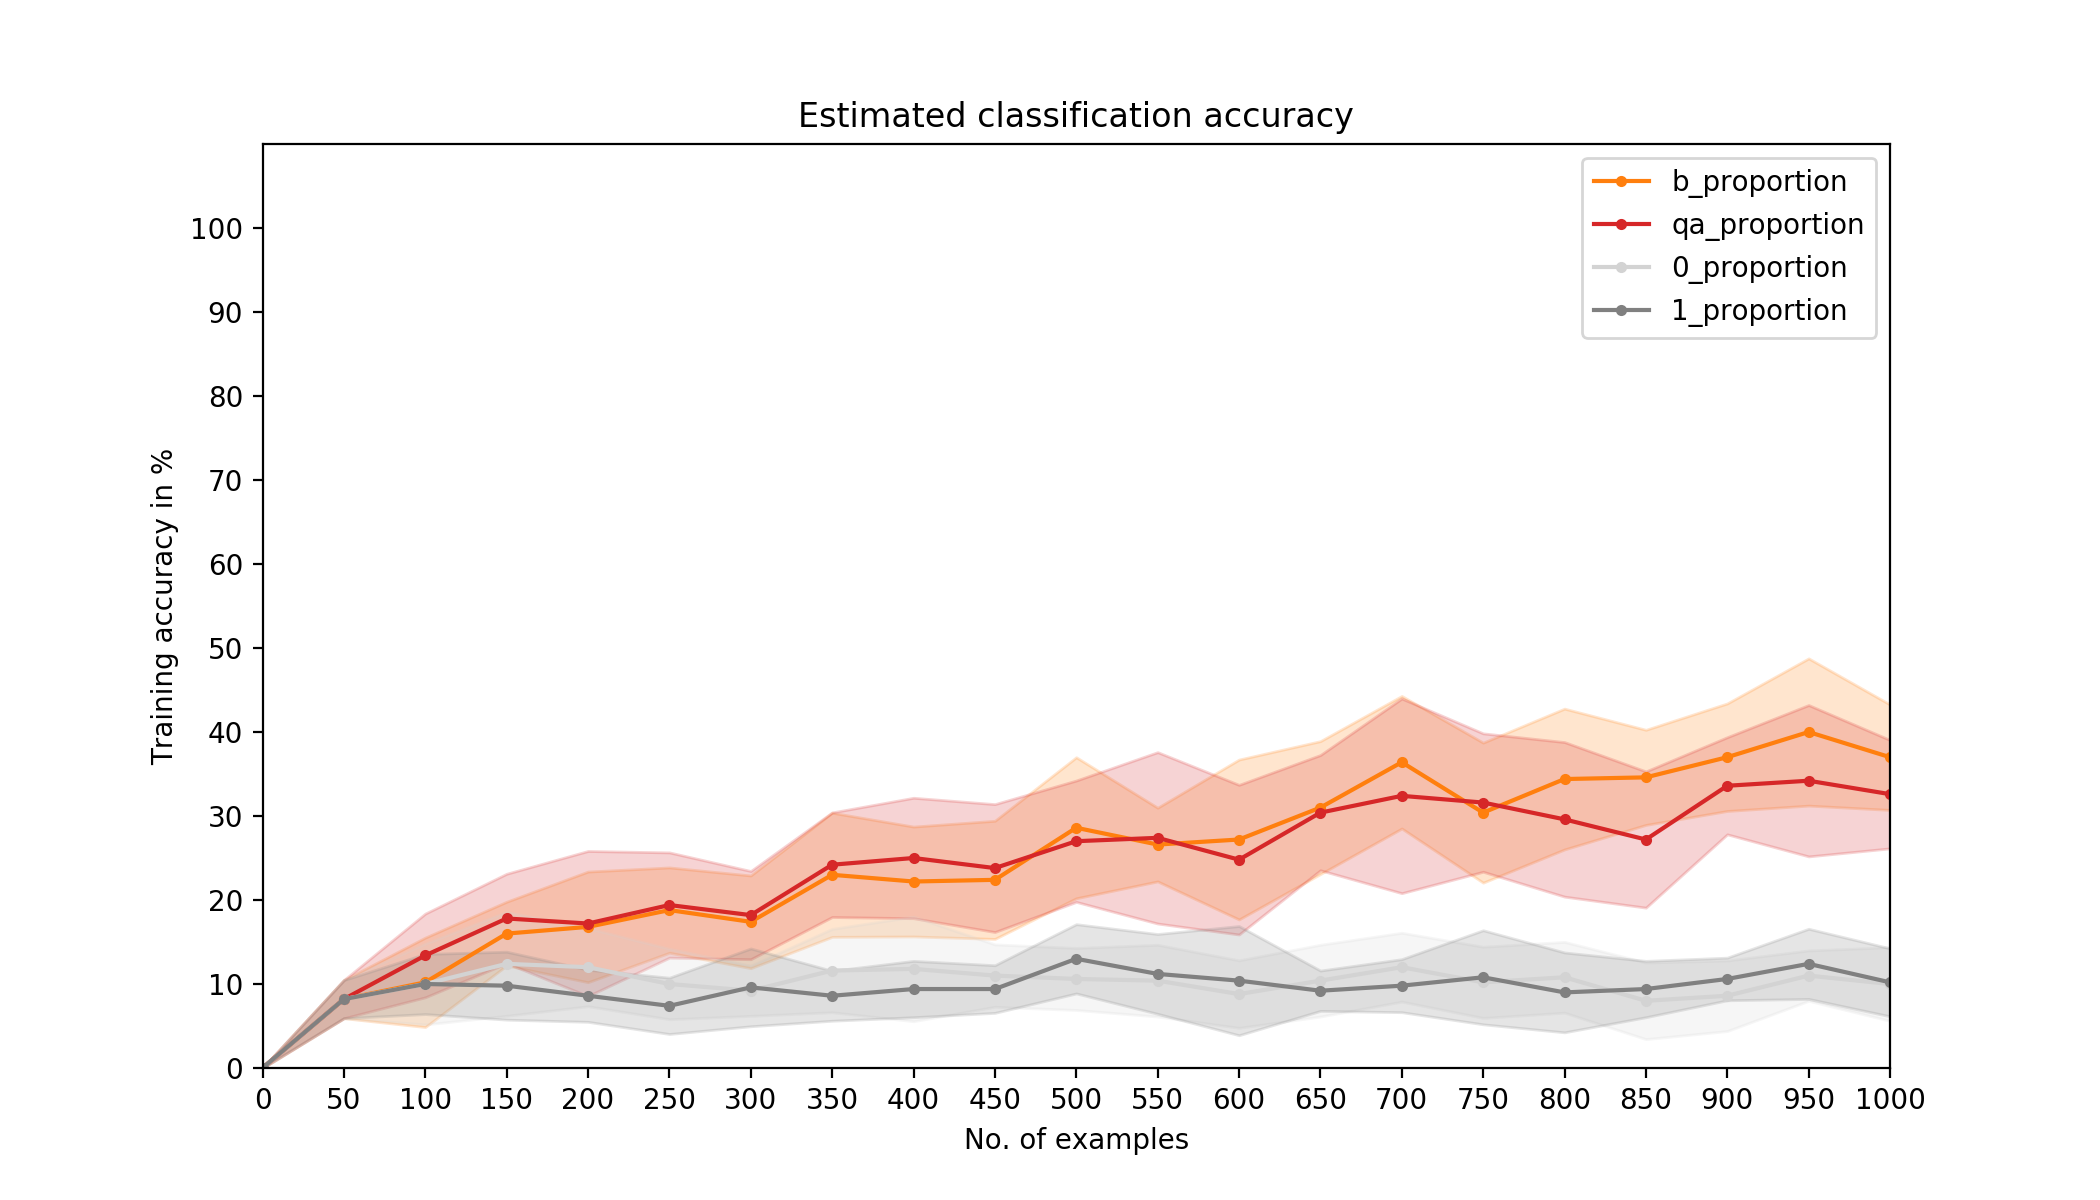 Estimated classification accuracy
b_proportion
qa_proportion
0_proportion
1_proportion
Training accuracy in %
100
90
80
70
60
50
40
30
20
10
0
0 50 100 150 200 250 300 350 400 450 500 550 600 650 700 750 800 850 900 950 1000
No. of examples